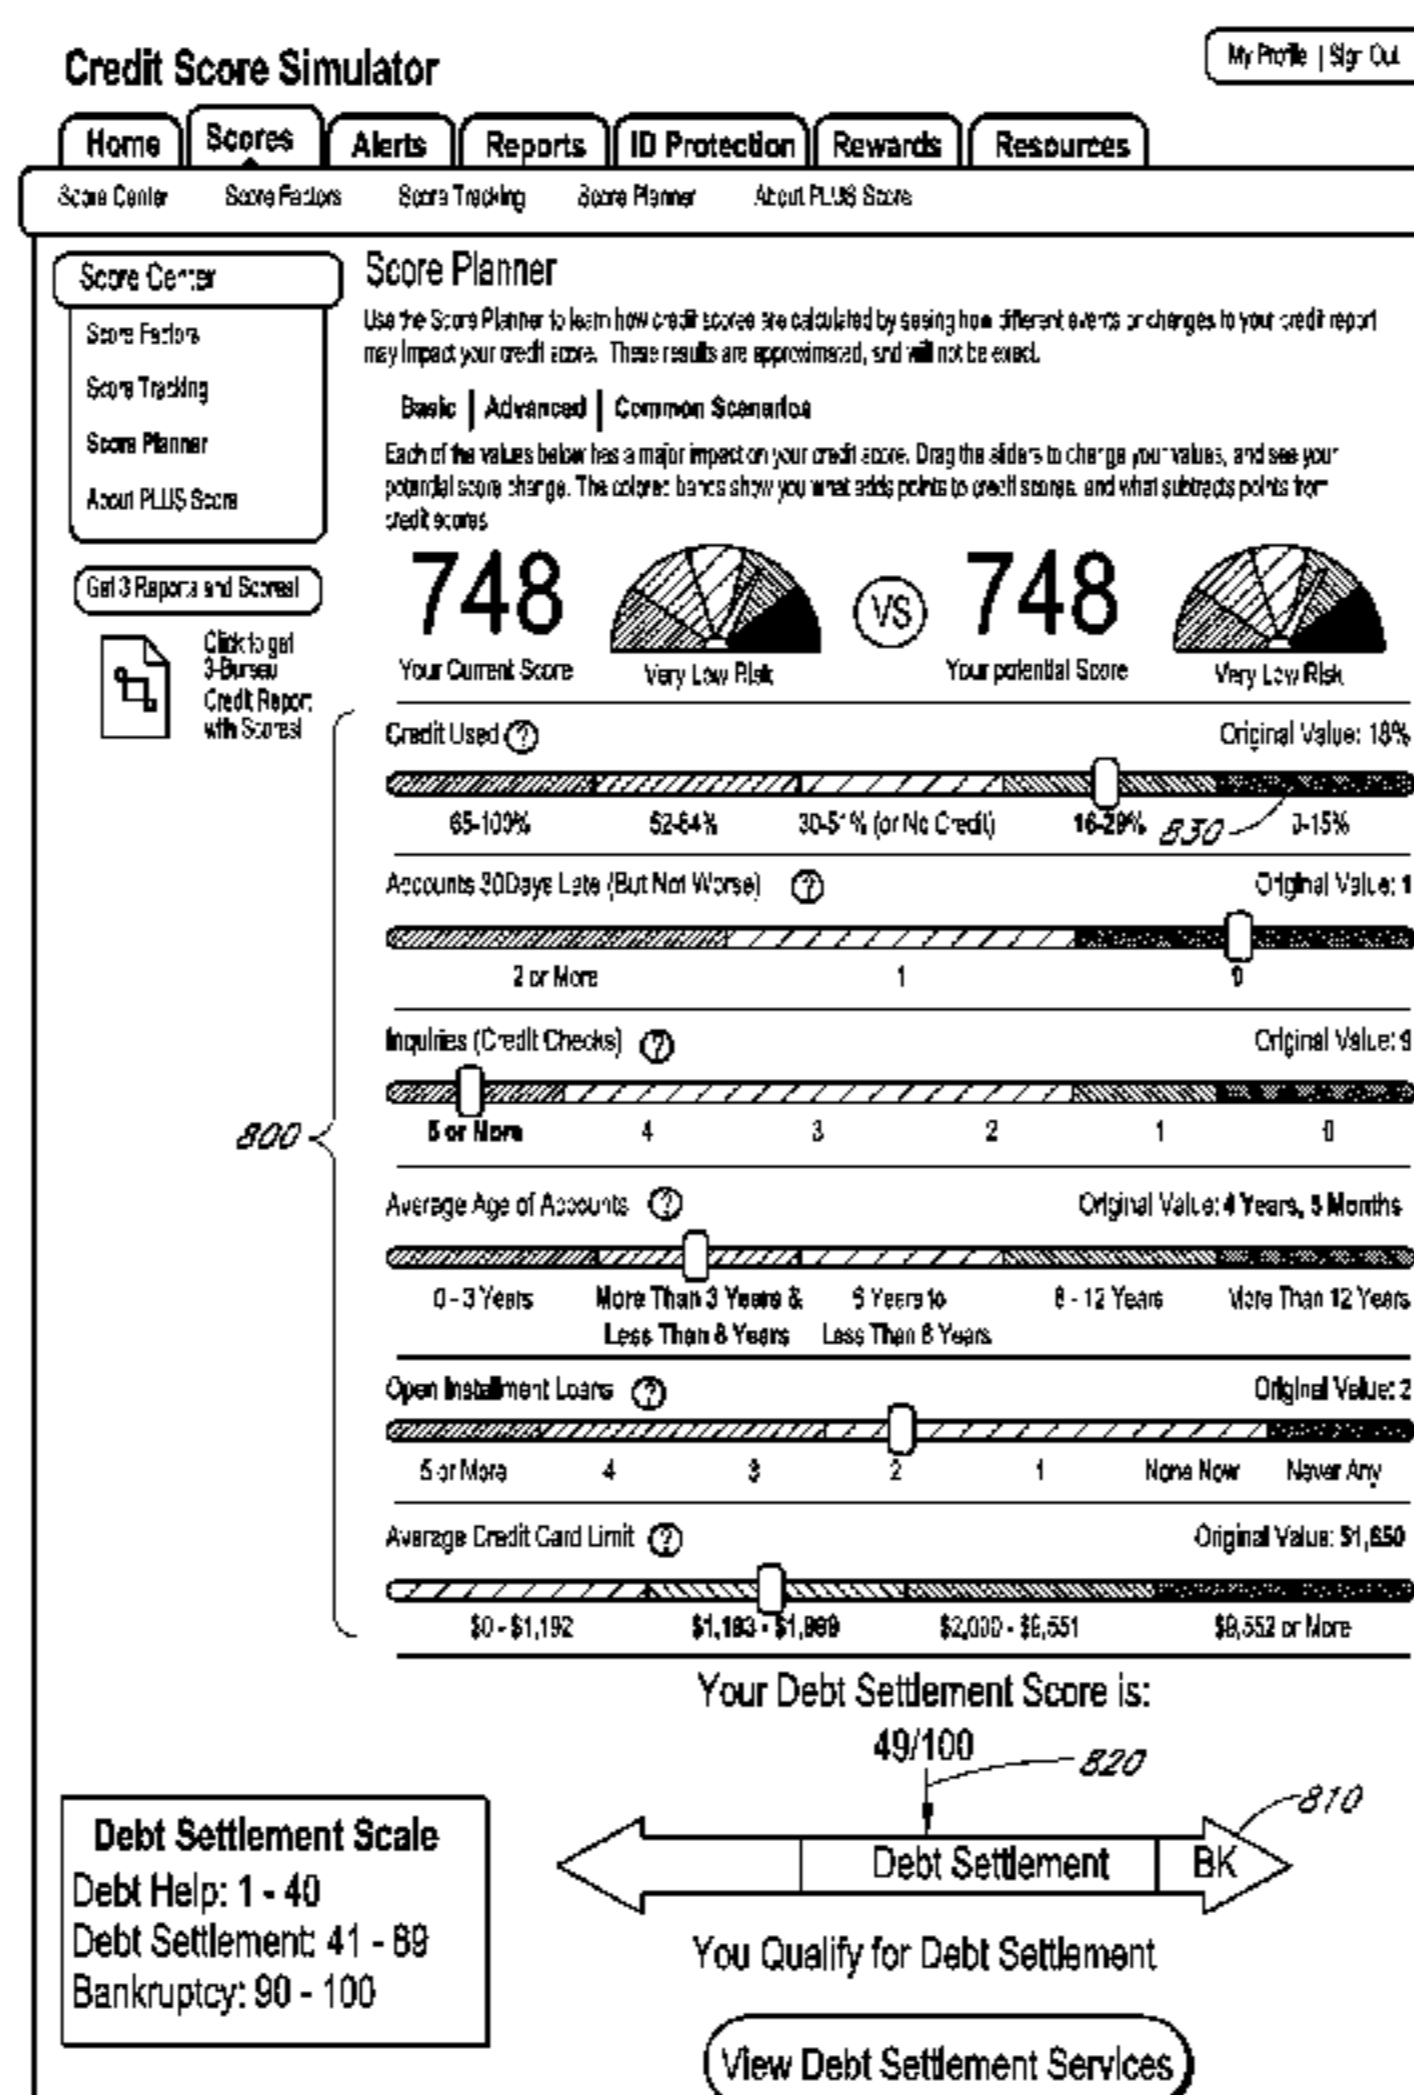 Credit Score Simulator
My Profile | Sign Out
Home
Scores
Alerts
Reports
ID Protection
Rewards
Resources
Score Center
Score Factors
Score Tracking
Score Planner
About PLUS Score
Score Center
Score Factors
Score Tracking
Score Planner
About PLUS Score
Get 3 Reports and Scores!
Click to get
3-Bureau
Credit Report
with Scores!
Score Planner
Use the Score Planner to learn how credit scores are calculated by seeing how different events or changes to your credit report
may impact your credit score. These results are approximated, and will not be exact.
Basic | Advanced | Common Scenarios
Each of the values below has a major impact on your credit score. Drag the sliders to change your values, and see your
potential score change. The colored bands show you what adds points to credit scores, and what subtracts points from
credit scores
748
Your Current Score
Very Low Risk
VS
748
Your potential Score
Very Low Risk
800
Credit Used ?
Original Value: 18%
65-100%
52-64%
30-51% (or No Credit)
16-29%
830
0-15%
Accounts 30Days Late (But Not Worse) ?
Original Value: 1
2 or More
1
0
Inquiries (Credit Checks) ?
Original Value: 9
5 or More
4
3
2
1
0
Average Age of Accounts ?
Original Value: 4 Years, 5 Months
0 - 3 Years
More Than 3 Years &
Less Than 6 Years
6 Years to
Less Than 8 Years
8 - 12 Years
More Than 12 Years
Open Installment Loans ?
Original Value: 2
5 or More
4
3
2
1
None Now
Never Any
Average Credit Card Limit ?
Original Value: $1,650
$0 - $1,192
$1,193 - $1,999
$2,000 -
or More
Your Debt Settlement Score is:
49/100
820
810
Debt Settlement
BK
You Qualify for Debt Settlement
View Debt Settlement Services
Debt Settlement Scale
Debt Help: 1 - 40
Debt Settlement: 41 - 89
Bankruptcy: 90 - 100